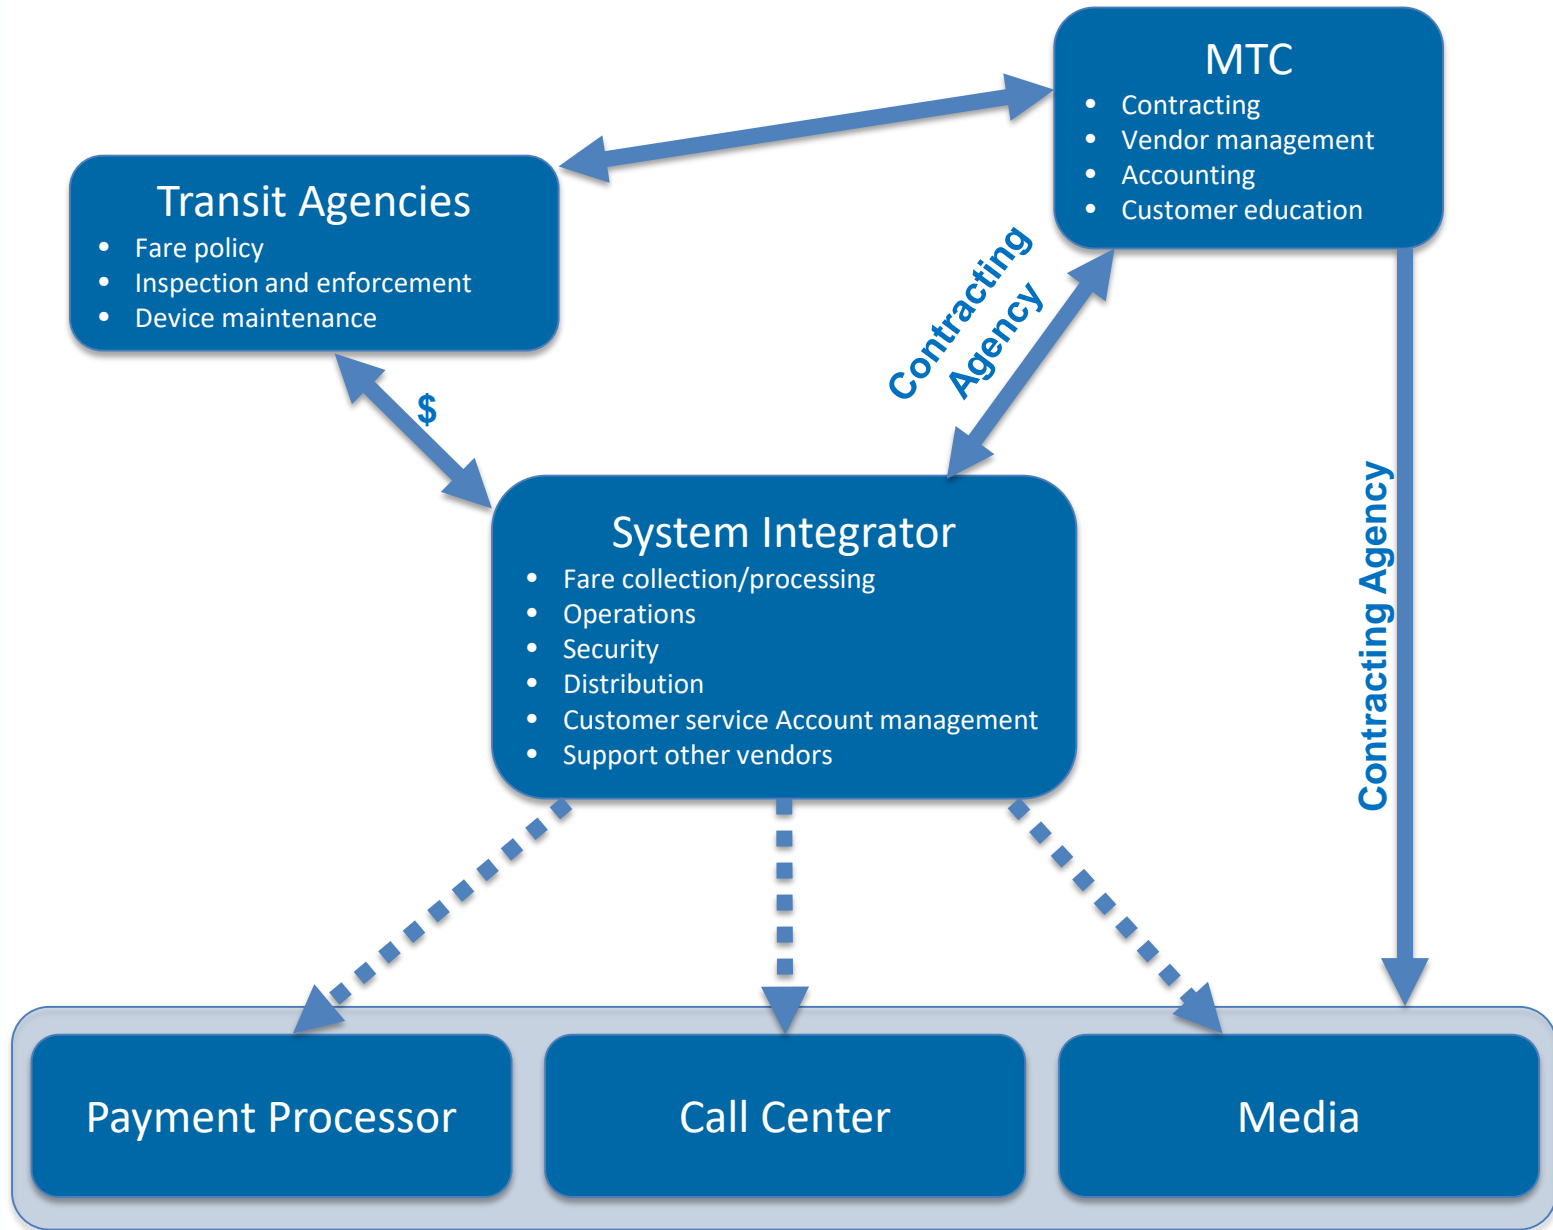 MTC
• Contracting
• Vendor management
• Accounting
• Customer education
Transit Agencies
• Fare policy
• Inspection and enforcement
• Device maintenance
Contracting
Agency
$
System Integrator
• Fare collection/processing
• Operations
• Security
• Distribution
• Customer service Account management
• Support other vendors
Contracting Agency
Payment Processor
Call Center
Media